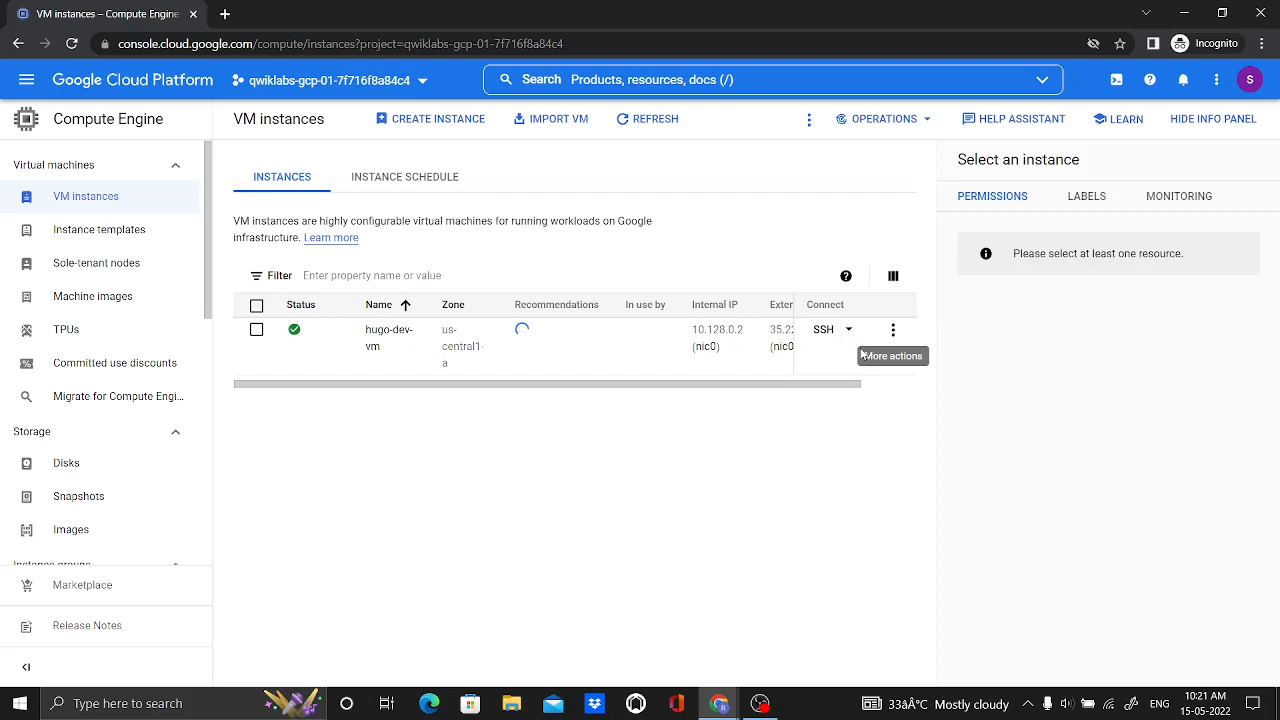 VM instances – Compute Engine
console.cloud.google.com/compute/instances?project=qwiklabs-gcp-01-7f716f8a84c4
Incognito
Google Cloud Platform
qwiklabs-gcp-01-7f716f8a84c4
Search Products, resources, docs (/)
S
Compute Engine
VM instances
CREATE INSTANCE
IMPORT VM
REFRESH
OPERATIONS
HELP ASSISTANT
LEARN
HIDE INFO PANEL
Virtual machines
VM instances
Instance templates
Sole-tenant nodes
Machine images
TPUs
Committed use discounts
Migrate for Compute Engi...
Storage
Disks
Snapshots
Images
Instance groups
Marketplace
Release Notes
INSTANCES
INSTANCE SCHEDULE
VM instances are highly configurable virtual machines for running workloads on Google
infrastructure. Learn more
Filter Enter property name or value
Status Name Zone Recommendations In use by Internal IP Exter Connect
hugo-dev- us- 10.128.0.2 35.22 SSH
vm central1- (nic0) (nic0
a
More actions
Select an instance
PERMISSIONS
LABELS
MONITORING
Please select at least one resource.
Type here to search
33â°C Mostly cloudy
ENG
10:21 AM
15-05-2022